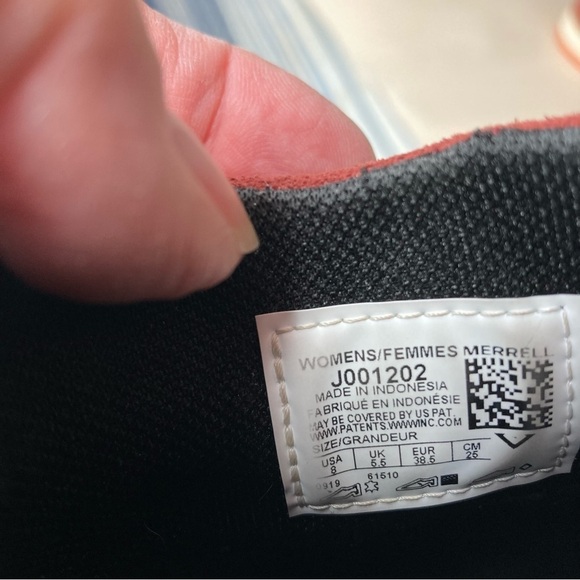 WOMENS/FEMMES MERRELL
J001202
MADE IN INDONESIA
FABRIQUÉ EN INDONÉSIE
MAY BE COVERED BY US PAT.
WWW.PATENTS.WWWINC.COM
SIZE/GRANDEUR
USA UK EUR CM
8 5.5 38.5 25
0919 61510